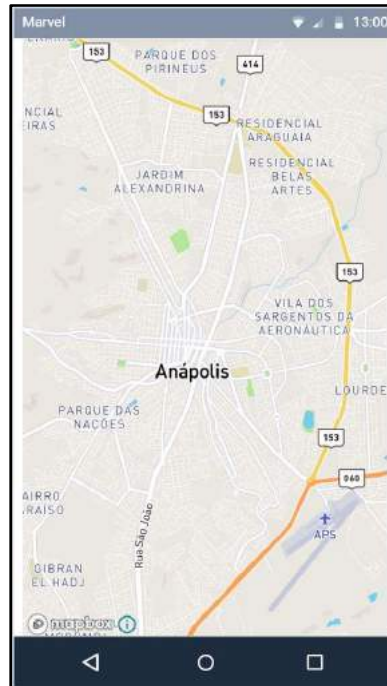 Marvel 13:00
153
PARQUE DOS
PIRINEUS
414
153
RESIDENCIAL
ARAGUAIA
JARDIM
ALEXANDRINA
RESIDENCIAL
BELAS
ARTES
153
VILA DOS
SARGENTOS DA
AERONÁUTICA
Anápolis
LOURDE
PARQUE DAS
NAÇÕES
153
060
APS
Rua São João
GIBRAN
EL HADJ
mapbox